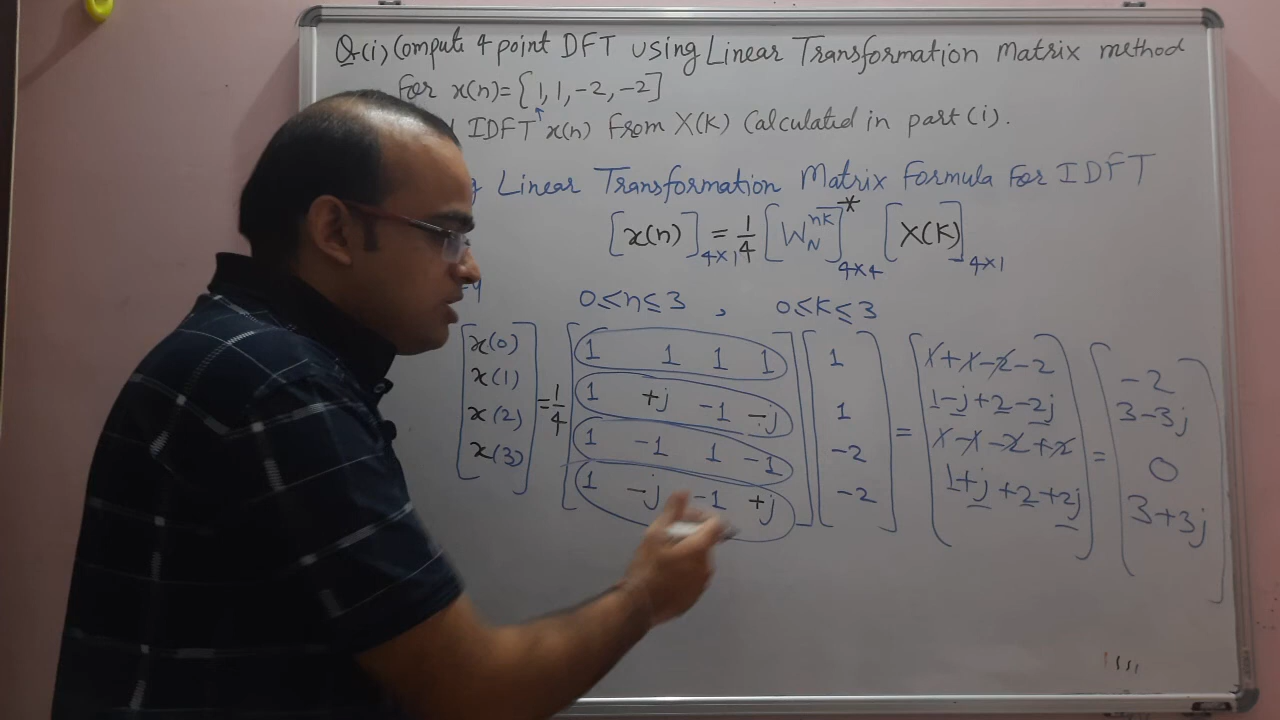 Q(i) Compute 4 point DFT using Linear Transformation Matrix method
For x(n)={1,1,-2,-2]
IDFT x(n) From X(K) Calculated in part(i).
Linear Transformation Matrix Formula For IDFT
[x(n)]4×1 = 1/4 [W_N^nk]*4×4 [X(K)]4×1
0≤n≤3 , 0≤K≤3
x(0) 1 1 1 1 1 1+1-2-2 -2
x(1) 1 +j -1 -j 1 1-j+2-2j 3-3j
= 1/4 = =
x(2) 1 -1 1 -1 -2 1-1-2+2 0
x(3) 1 -j -1 +j -2 1+j+2+2j 3+3j